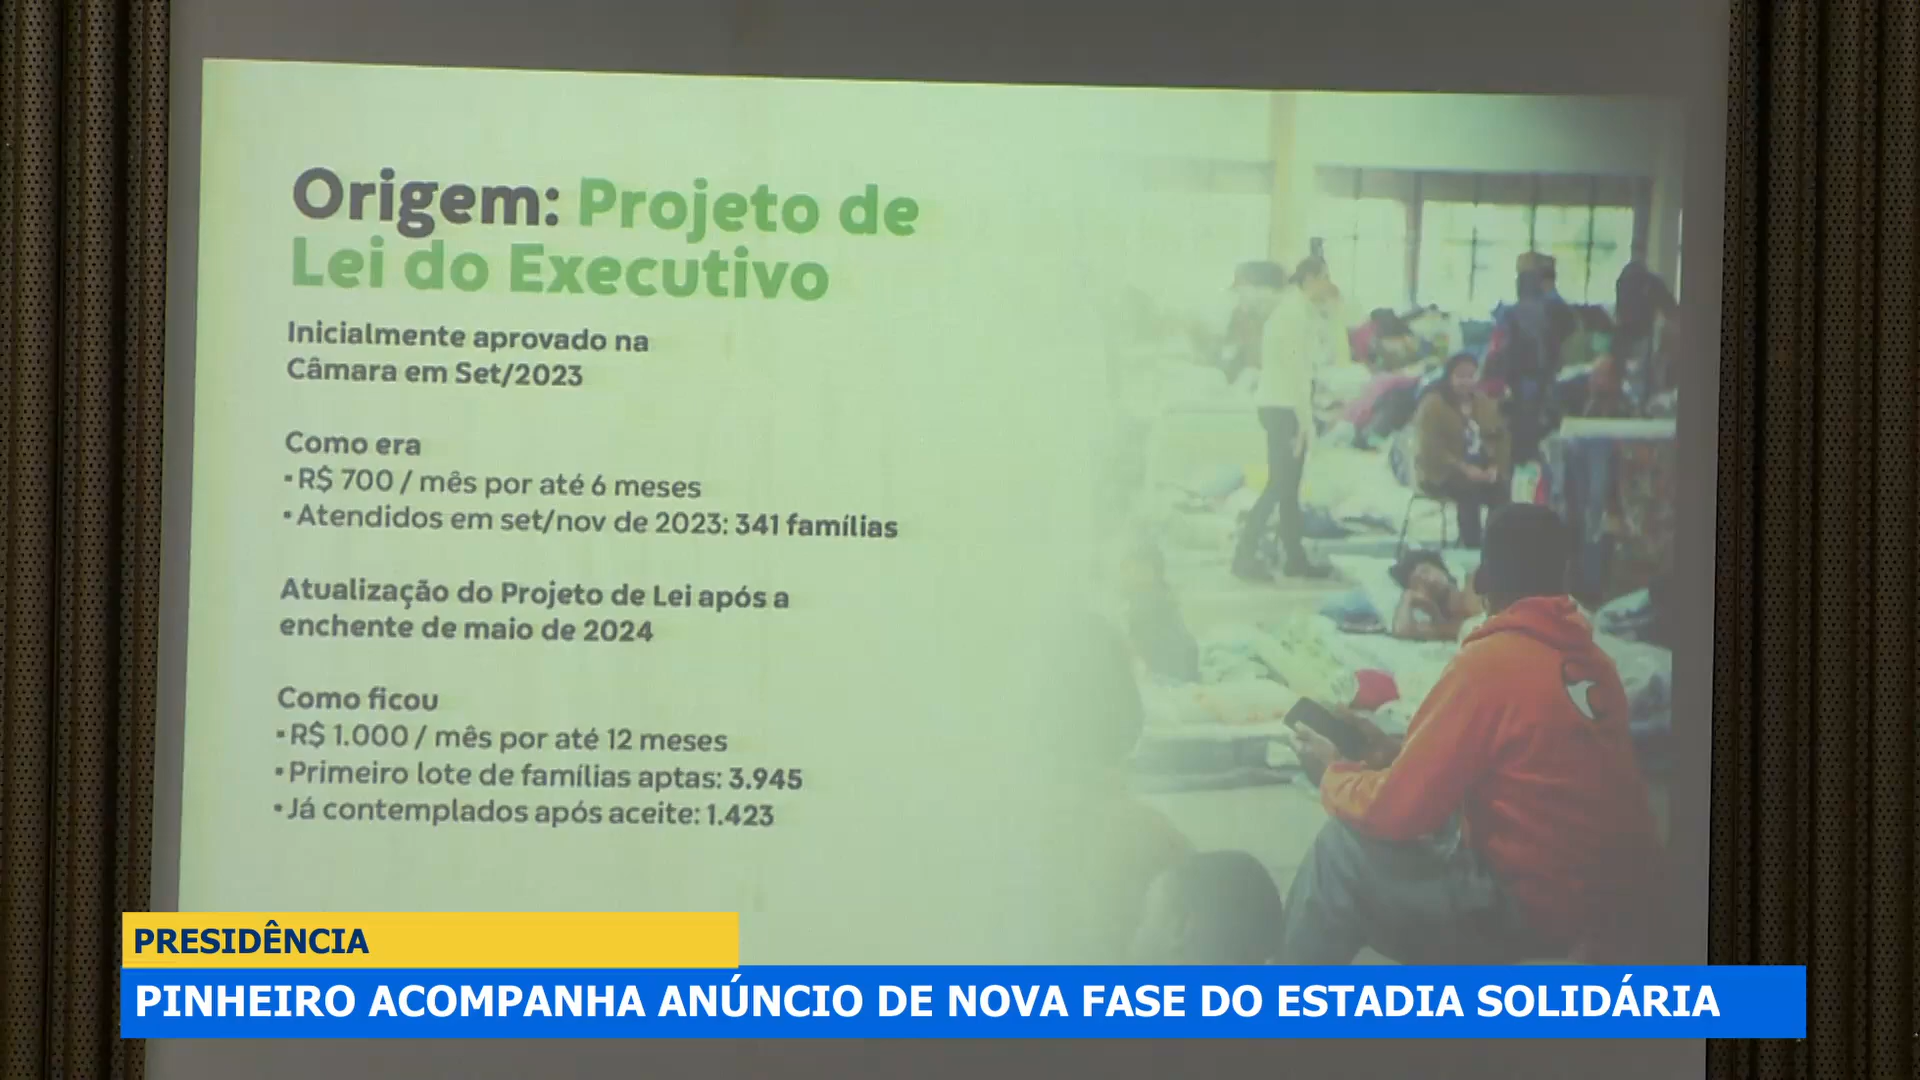 Origem: Projeto de
Lei do Executivo
Inicialmente aprovado na
Câmara em Set/2023
Como era
▪ R$ 700 / mês por até 6 meses
▪ Atendidos em set/nov de 2023: 341 famílias
Atualização do Projeto de Lei após a
enchente de maio de 2024
Como ficou
▪ R$ 1.000 / mês por até 12 meses
▪ Primeiro lote de famílias aptas: 3.945
▪ Já contemplados após aceite: 1.423
PRESIDÊNCIA
PINHEIRO ACOMPANHA ANÚNCIO DE NOVA FASE DO ESTADIA SOLIDÁRIA